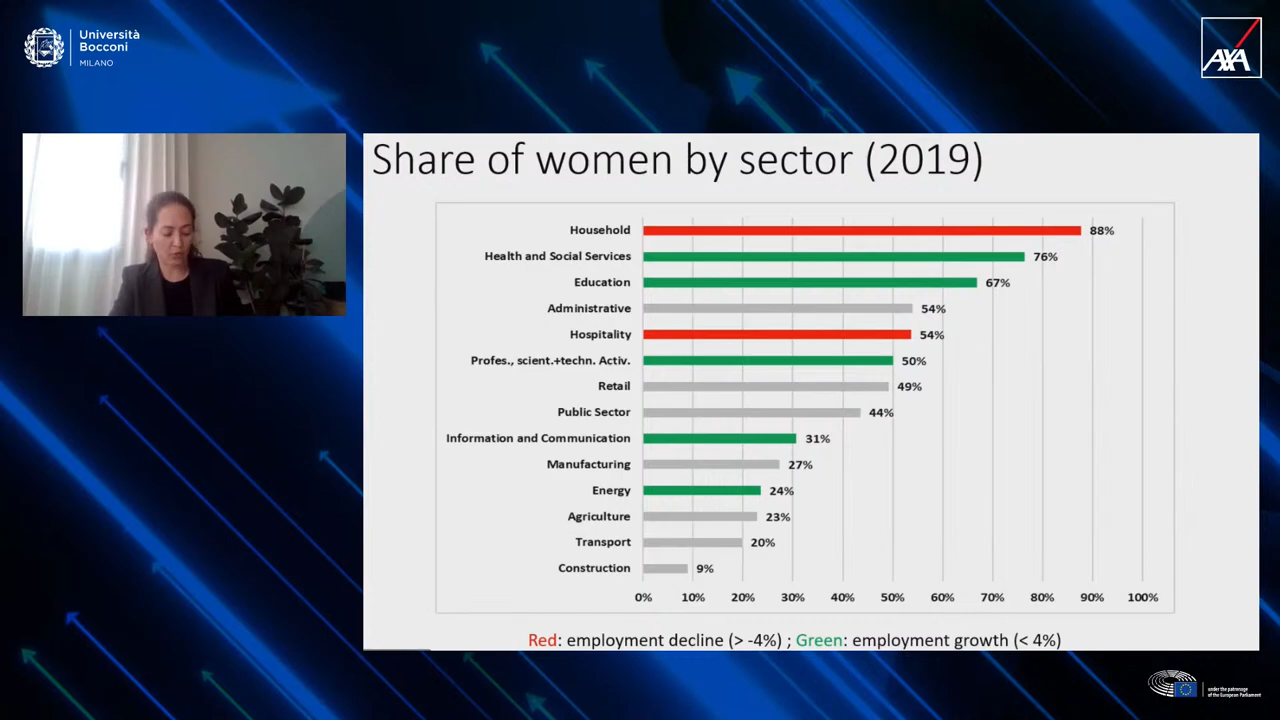 Università
Bocconi
MILANO
AXA
Share of women by sector (2019)
Household 88%
Health and Social Services 76%
Education 67%
Administrative 54%
Hospitality 54%
Profes., scient.+techn. Activ. 50%
Retail 49%
Public Sector 44%
Information and Communication 31%
Manufacturing 27%
Energy 24%
Agriculture 23%
Transport 20%
Construction 9%
0% 10% 20% 30% 40% 50% 60% 70% 80% 90% 100%
Red: employment decline (> -4%) ; Green: employment growth (< 4%)
under the patronage
of the European Parliament